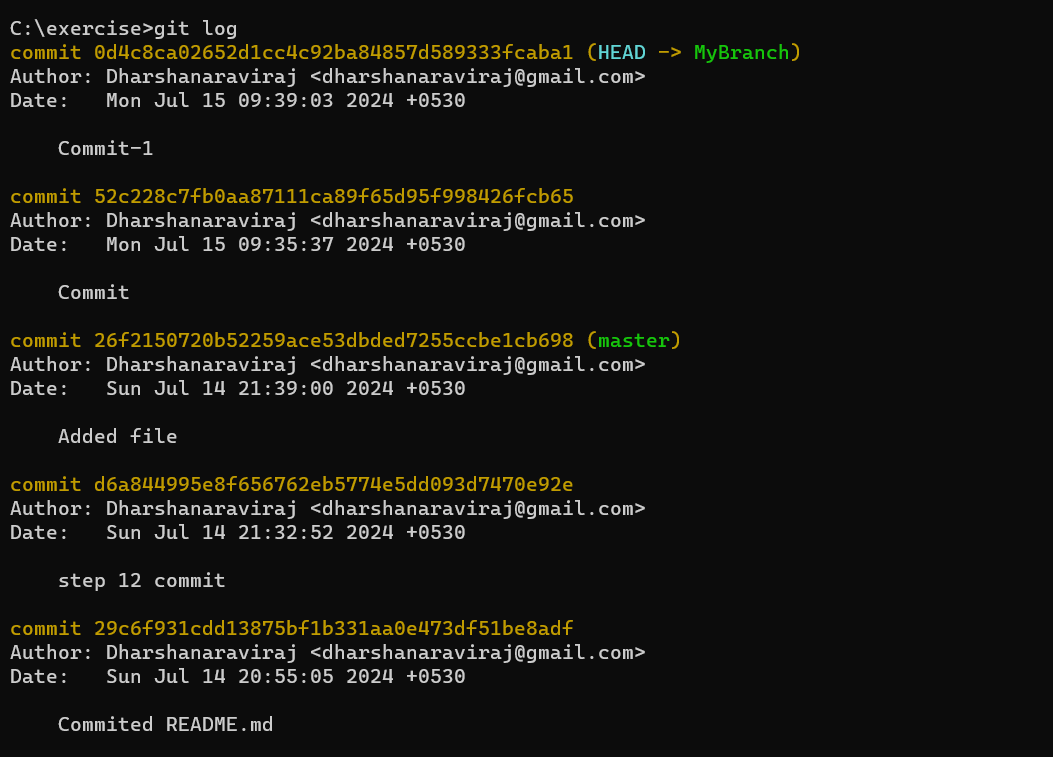 C:\exercise>git log
commit 0d4c8ca02652d1cc4c92ba84857d589333fcaba1 (HEAD -> MyBranch)
Author: Dharshanaraviraj <dharshanaraviraj@gmail.com>
Date:   Mon Jul 15 09:39:03 2024 +0530
Commit-1
commit 52c228c7fb0aa87111ca89f65d95f998426fcb65
Author: Dharshanaraviraj <dharshanaraviraj@gmail.com>
Date:   Mon Jul 15 09:35:37 2024 +0530
Commit
commit 26f2150720b52259ace53dbded7255ccbe1cb698 (master)
Author: Dharshanaraviraj <dharshanaraviraj@gmail.com>
Date:   Sun Jul 14 21:39:00 2024 +0530
Added file
commit d6a844995e8f656762eb5774e5dd093d7470e92e
Author: Dharshanaraviraj <dharshanaraviraj@gmail.com>
Date:   Sun Jul 14 21:32:52 2024 +0530
step 12 commit
commit 29c6f931cdd13875bf1b331aa0e473df51be8adf
Author: Dharshanaraviraj <dharshanaraviraj@gmail.com>
Date:   Sun Jul 14 20:55:05 2024 +0530
Commited README.md